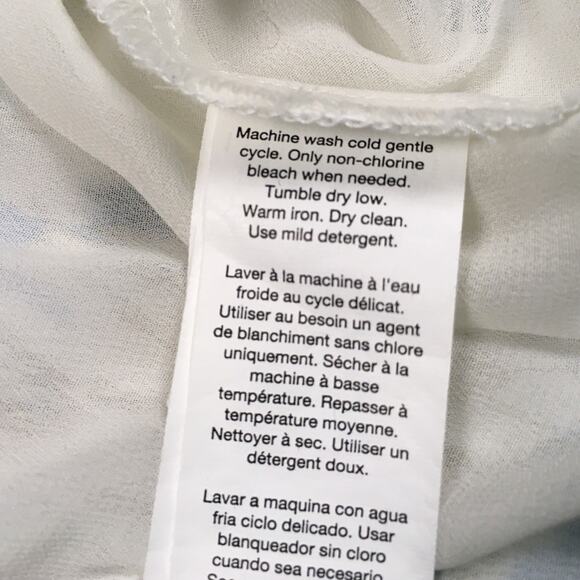 Machine wash cold gentle
cycle. Only non-chlorine
bleach when needed.
Tumble dry low.
Warm iron. Dry clean.
Use mild detergent.
Laver à la machine à l'eau
froide au cycle délicat.
Utiliser au besoin un agent
de blanchiment sans chlore
uniquement. Sécher à la
machine à basse
température. Repasser à
température moyenne.
Nettoyer à sec. Utiliser un
détergent doux.
Lavar a maquina con agua
fria ciclo delicado. Usar
blanqueador sin cloro
cuando sea necesario